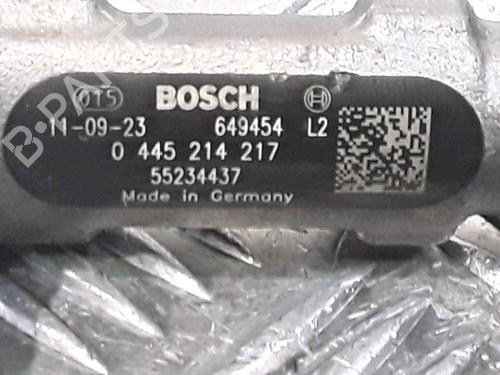 015 BOSCH
11-09-23 649454 L2
0 445 214 217
55234437
Made in Germany
B-PARTS